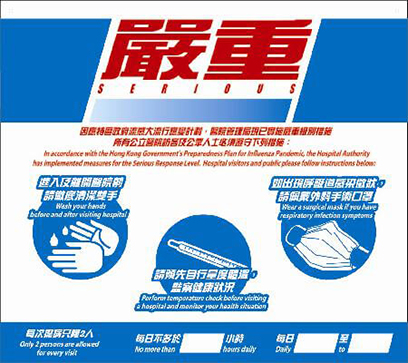 嚴重
SERIOUS
因應特區政府流感大流行應變計劃，醫院管理局現已實施嚴重級別措施
所有公立醫院訪客及公眾人士必須遵守下列措施：
In accordance with the Hong Kong Government's Preparedness Plan for Influenza Pandemic, the Hospital Authority
has implemented measures for the Serious Response Level. Hospital visitors and public please follow instructions below:
進入及離開醫院前
請徹底清潔雙手
Wash your hands
before and after visiting hospital
請預先自行量度體溫，
監察健康狀況
Perform temperature check before visiting
a hospital and monitor your health situation
如出現呼吸道感染徵狀，
請佩戴外科手術口罩
Wear a surgical mask if you have
respiratory infection symptoms
每次探病只限2人
Only 2 persons are allowed
for every visit
每日不多於 小時
No more than hours daily
每日 至
Daily to